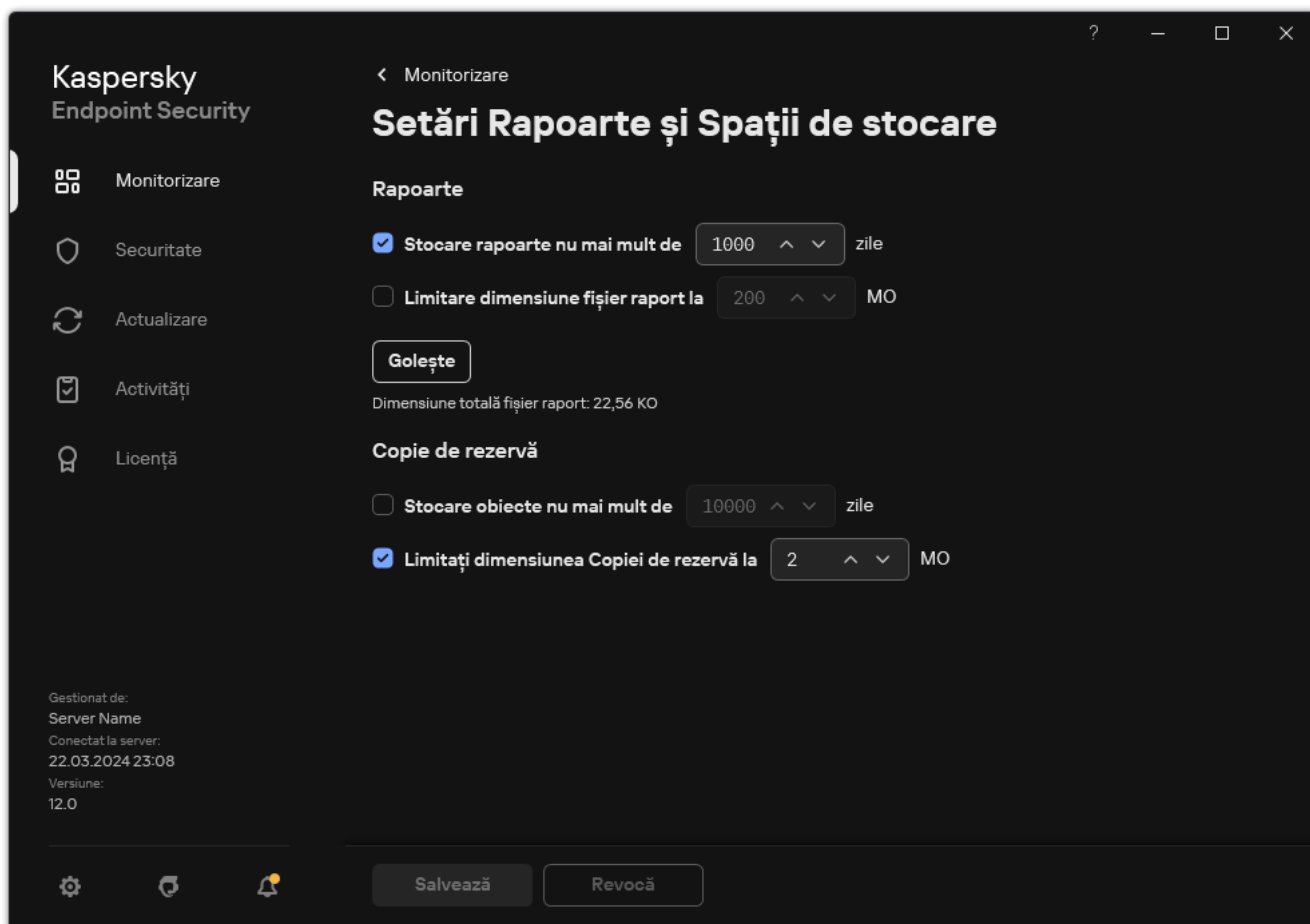 ?
Kaspersky
Endpoint Security
Monitorizare
Securitate
Actualizare
Activități
Licență
Gestionat de:
Server Name
Conectat la server:
22.03.2024 23:08
Versiune:
12.0
Monitorizare
Setări Rapoarte și Spații de stocare
Rapoarte
Stocare rapoarte nu mai mult de 1000 zile
Limitare dimensiune fișier raport la 200 MO
Golește
Dimensiune totală fișier raport: 22,56 KO
Copie de rezervă
Stocare obiecte nu mai mult de 10000 zile
Limitați dimensiunea Copiei de rezervă la 2 MO
Salvează Revocă